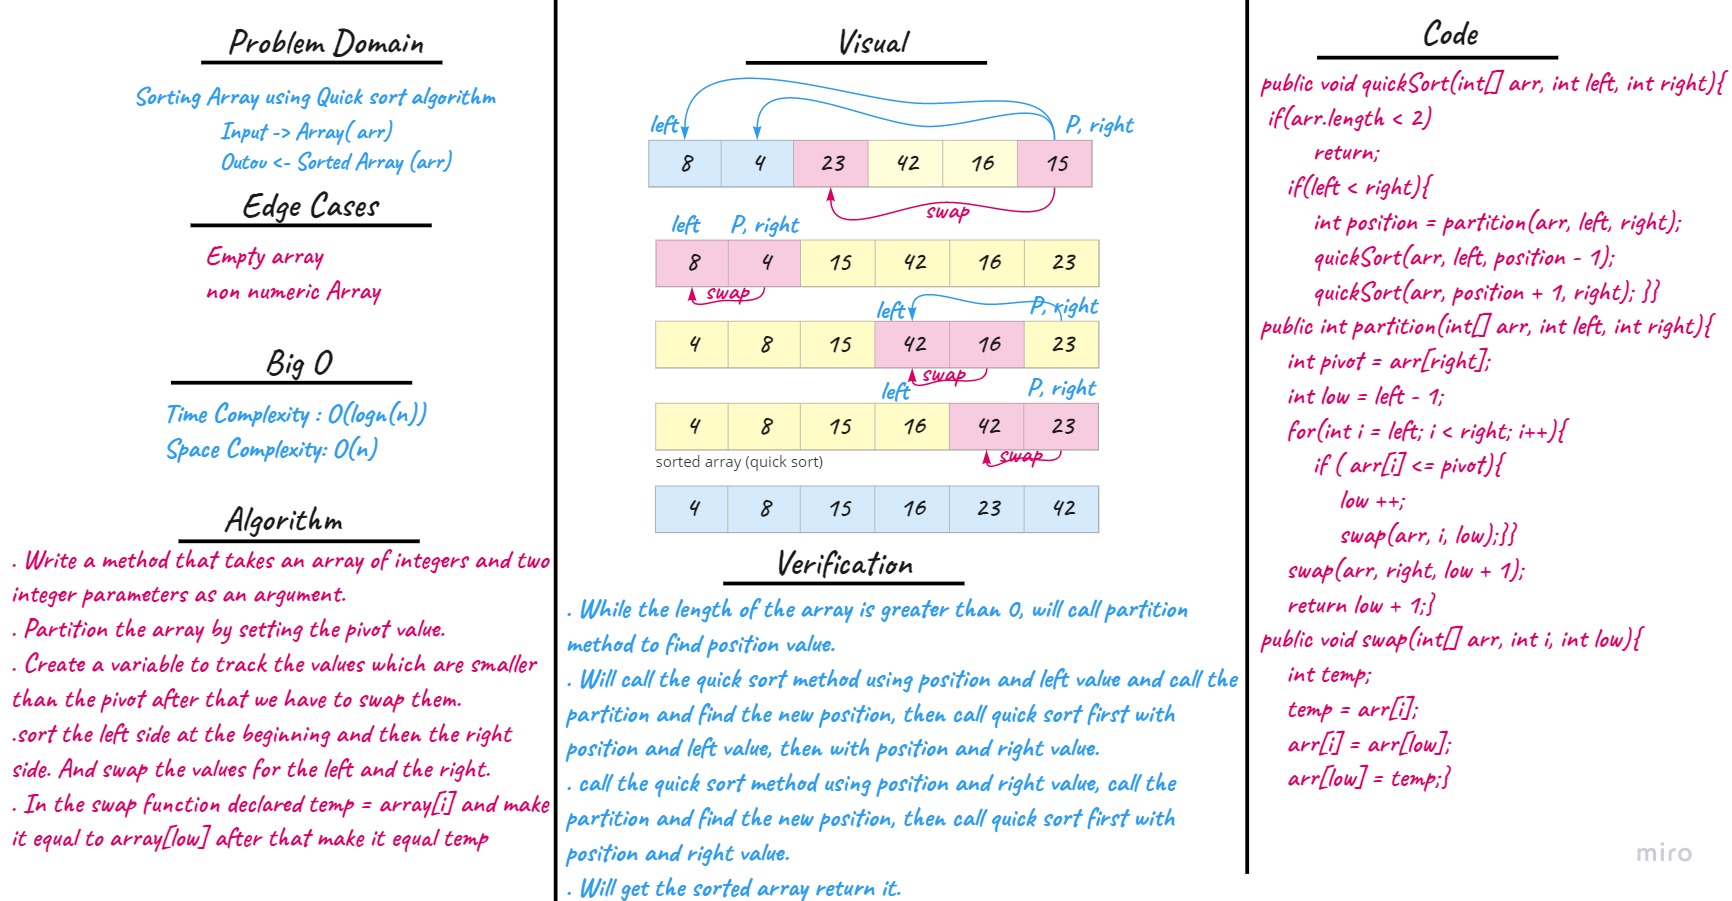 Problem Domain
Sorting Array using Quick sort algorithm
Input -> Array( arr)
Outou <- Sorted Array (arr)
Edge Cases
Empty array
non numeric Array
Big O
Time Complexity : O(logn(n))
Space Complexity: O(n)
Algorithm
. Write a method that takes an array of integers and two
integer parameters as an argument.
. Partition the array by setting the pivot value.
. Create a variable to track the values which are smaller
than the pivot after that we have to swap them.
.sort the left side at the beginning and then the right
side. And swap the values for the left and the right.
. In the swap function declared temp = array[i] and make
it equal to array[low] after that make it equal temp
Visual
left P, right
8 4 23 42 16 15
swap
left P, right
8 4 15 42 16 23
swap
left P, right
4 8 15 42 16 23
swap
left P, right
4 8 15 16 42 23
swap
sorted array (quick sort)
4 8 15 16 23 42
Verification
. While the length of the array is greater than 0, will call partition
method to find position value.
. Will call the quick sort method using position and left value and call the
partition and find the new position, then call quick sort first with
position and left value, then with position and right value.
. call the quick sort method using position and right value, call the
partition and find the new position, then call quick sort first with
position and right value.
. Will get the sorted array return it.
Code
public void quickSort(int[] arr, int left, int right){
if(arr.length < 2)
return;
if(left < right){
int position = partition(arr, left, right);
quickSort(arr, left, position - 1);
quickSort(arr, position + 1, right); }}
public int partition(int[] arr, int left, int right){
int pivot = arr[right];
int low = left - 1;
for(int i = left; i < right; i++){
if ( arr[i] <= pivot){
low ++;
swap(arr, i, low);}}
swap(arr, right, low + 1);
return low + 1;}
public void swap(int[] arr, int i, int low){
int temp;
temp = arr[i];
arr[i] = arr[low];
arr[low] = temp;}
miro